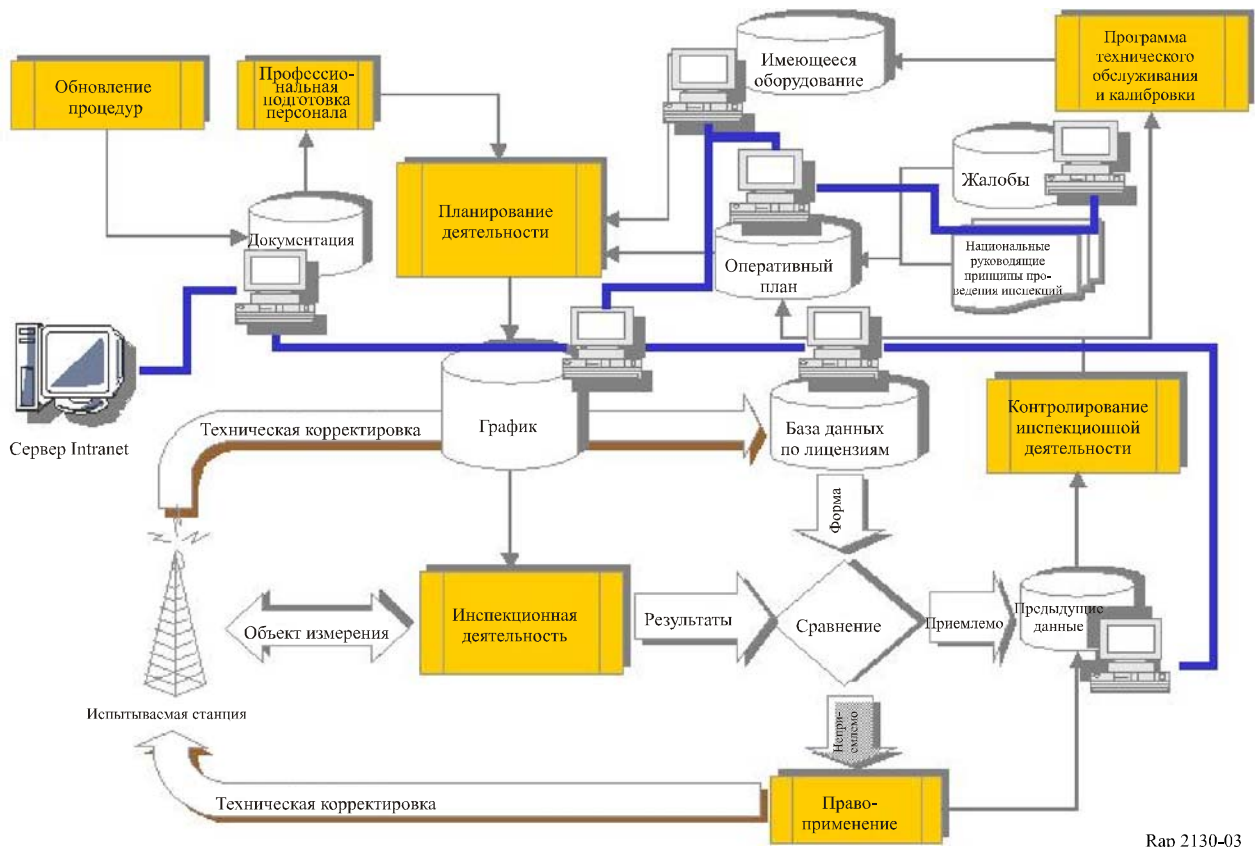 Обновление
процедур
Профессио-
нальная
подготовка
персонала
Имеющееся
оборудование
Программа
технического
обслуживания
и калибровки
Документация
Планирование
деятельности
Жалобы
Оперативный
план
Национальные
руководящие
принципы про-
ведения инспекций
Сервер Intranet
Техническая корректировка
График
База данных
по лицензиям
Контролирование
инспекционной
деятельности
Форма
Объект измерения
Инспекционная
деятельность
Результаты
Сравнение
Приемлемо
Предыдущие
данные
Испытываемая станция
Непри-
емлемо
Техническая корректировка
Право-
применение
Rap 2130-03